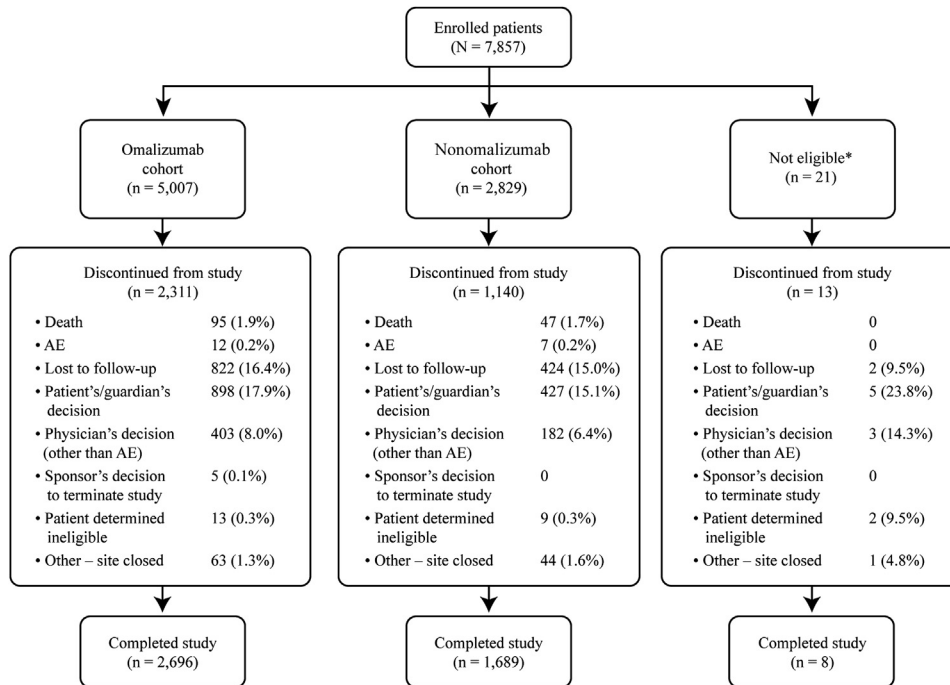 Enrolled patients
(N = 7,857)
Omalizumab
cohort
(n = 5,007)
Nonomalizumab
cohort
(n = 2,829)
Not eligible*
(n = 21)
Discontinued from study
(n = 2,311)
• Death 95 (1.9%)
• AE 12 (0.2%)
• Lost to follow-up 822 (16.4%)
• Patient’s/guardian’s 898 (17.9%)
decision
• Physician’s decision 403 (8.0%)
(other than AE)
• Sponsor’s decision 5 (0.1%)
to terminate study
• Patient determined 13 (0.3%)
ineligible
• Other – site closed 63 (1.3%)
Discontinued from study
(n = 1,140)
• Death 47 (1.7%)
• AE 7 (0.2%)
• Lost to follow-up 424 (15.0%)
• Patient’s/guardian’s 427 (15.1%)
decision
• Physician’s decision 182 (6.4%)
(other than AE)
• Sponsor’s decision 0
to terminate study
• Patient determined 9 (0.3%)
ineligible
• Other – site closed 44 (1.6%)
Discontinued from study
(n = 13)
• Death 0
• AE 0
• Lost to follow-up 2 (9.5%)
• Patient’s/guardian’s 5 (23.8%)
decision
• Physician’s decision 3 (14.3%)
(other than AE)
• Sponsor’s decision 0
to terminate study
• Patient determined 2 (9.5%)
ineligible
• Other – site closed 1 (4.8%)
Completed study
(n = 2,696)
Completed study
(n = 1,689)
Completed study
(n = 8)